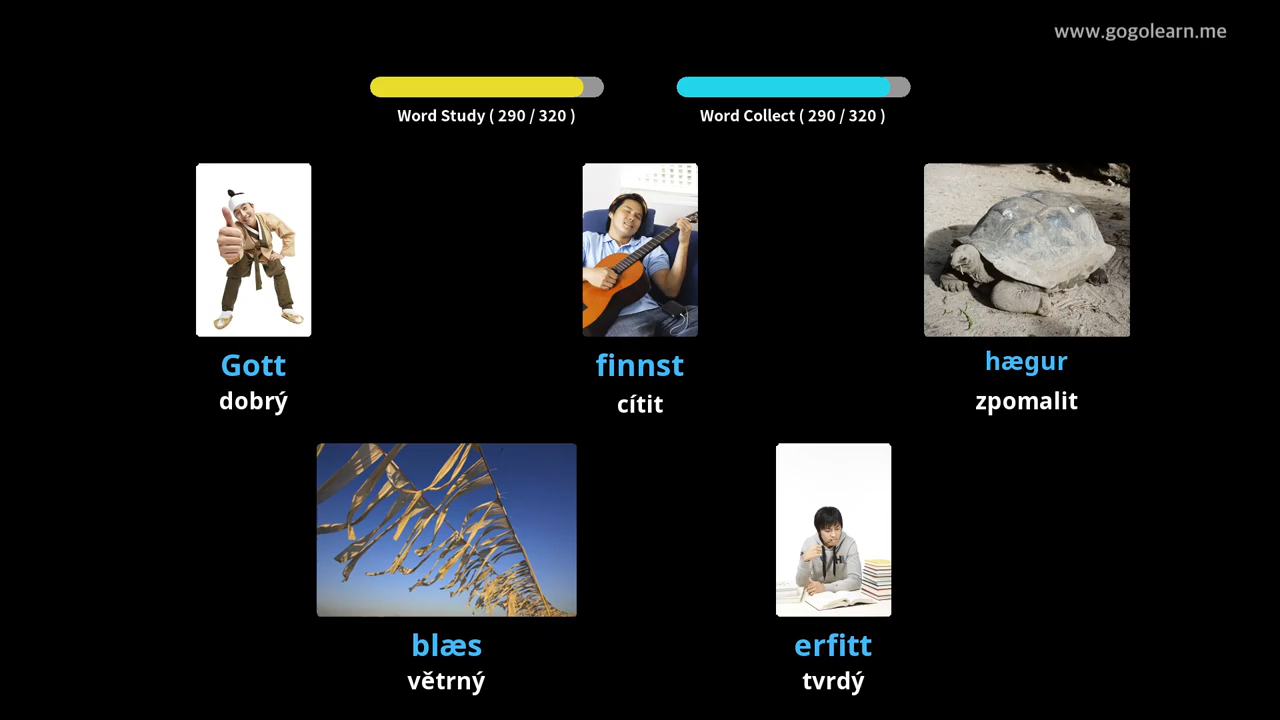 www.gogolearn.me
Word Study ( 290 / 320 )
Word Collect ( 290 / 320 )
Gott
dobrý
finnst
cítit
hægur
zpomalit
blæs
větrný
erfitt
tvrdý